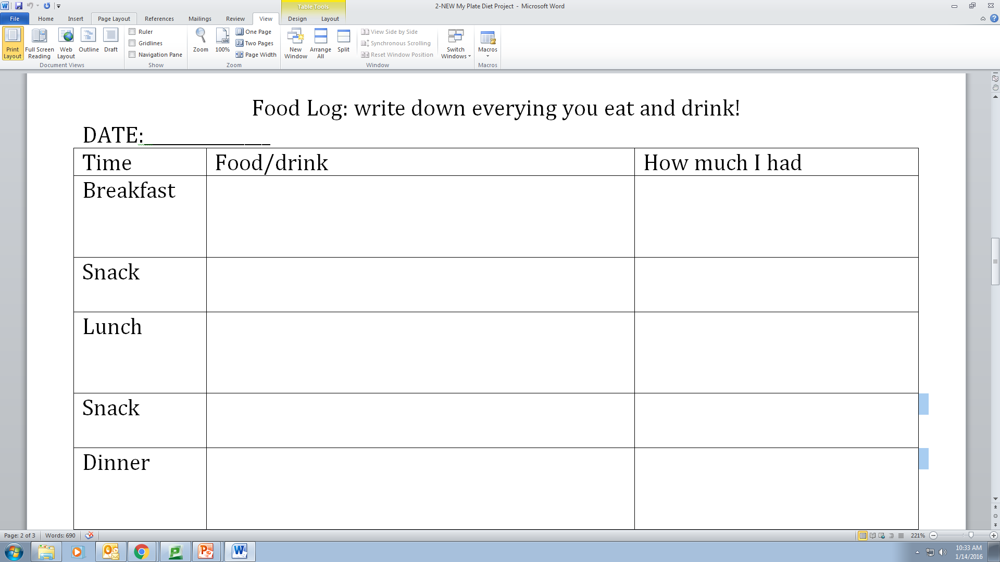 2-NEW My Plate Diet Project - Microsoft Word
Table Tools
File Home Insert Page Layout References Mailings Review View Design Layout
Print Layout
Full Screen Reading
Web Layout
Outline
Draft
Document Views
Ruler
Gridlines
Navigation Pane
Show
Zoom
100%
One Page
Two Pages
Page Width
Zoom
New Window
Arrange All
Split
View Side by Side
Synchronous Scrolling
Reset Window Position
Window
Switch Windows
Macros
Macros
Food Log: write down everying you eat and drink!
DATE:______________
Time Food/drink How much I had
Breakfast
Snack
Lunch
Snack
Dinner
Page: 2 of 3 Words: 690 221%
10:33 AM
1/14/2016